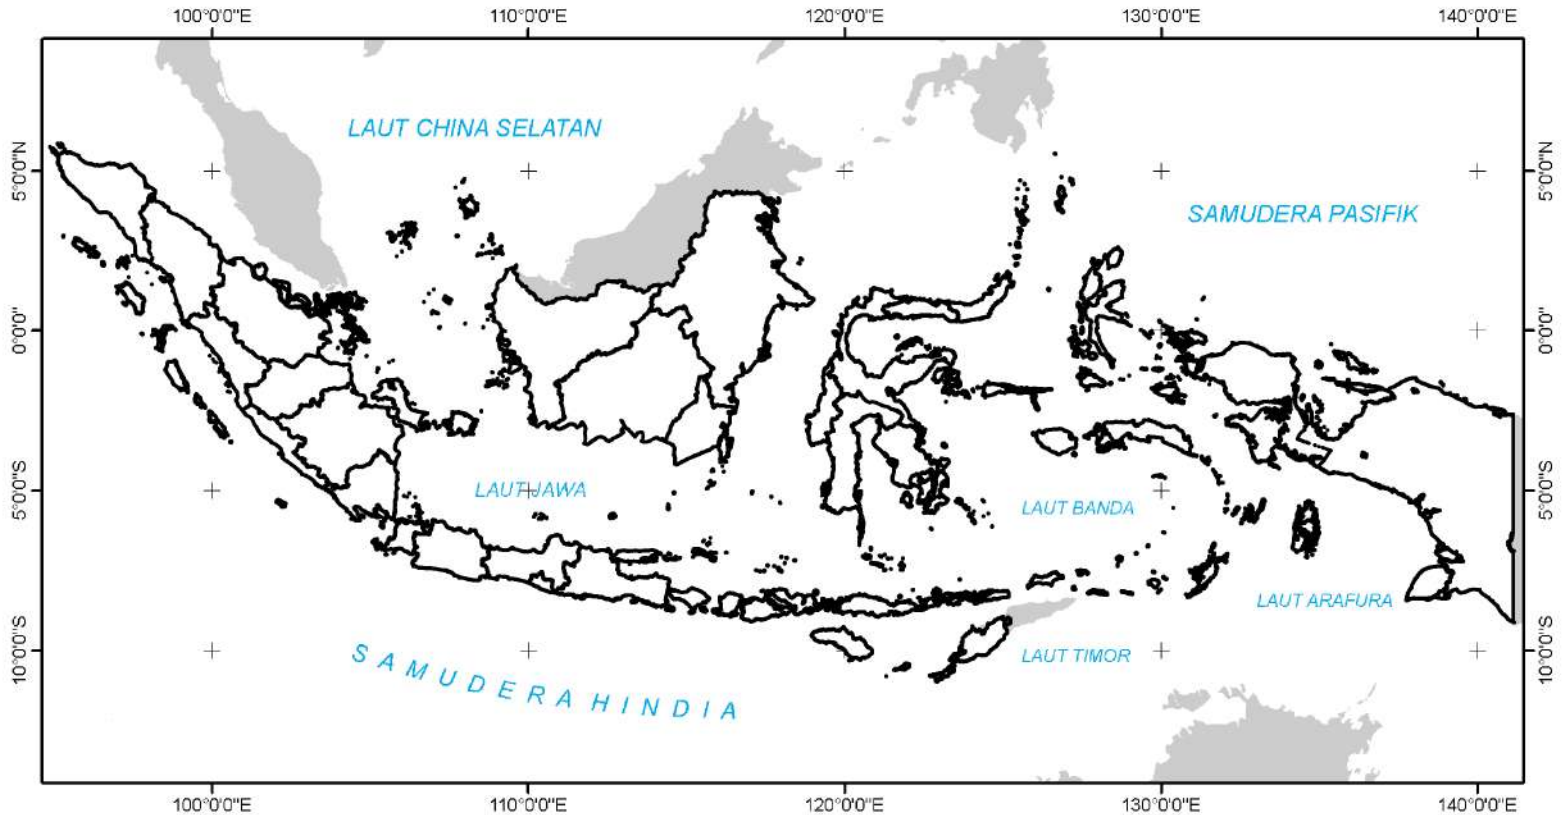 100°0'0"E 110°0'0"E 120°0'0"E 130°0'0"E 140°0'0"E
LAUT CHINA SELATAN
5°0'0"N 5°0'0"N
SAMUDERA PASIFIK
0°0'0" 0°0'0"
LAUT JAWA
5°0'0"S 5°0'0"S
LAUT BANDA
LAUT ARAFURA
10°0'0"S 10°0'0"S
LAUT TIMOR
SAMUDERA HINDIA
100°0'0"E 110°0'0"E 120°0'0"E 130°0'0"E 140°0'0"E